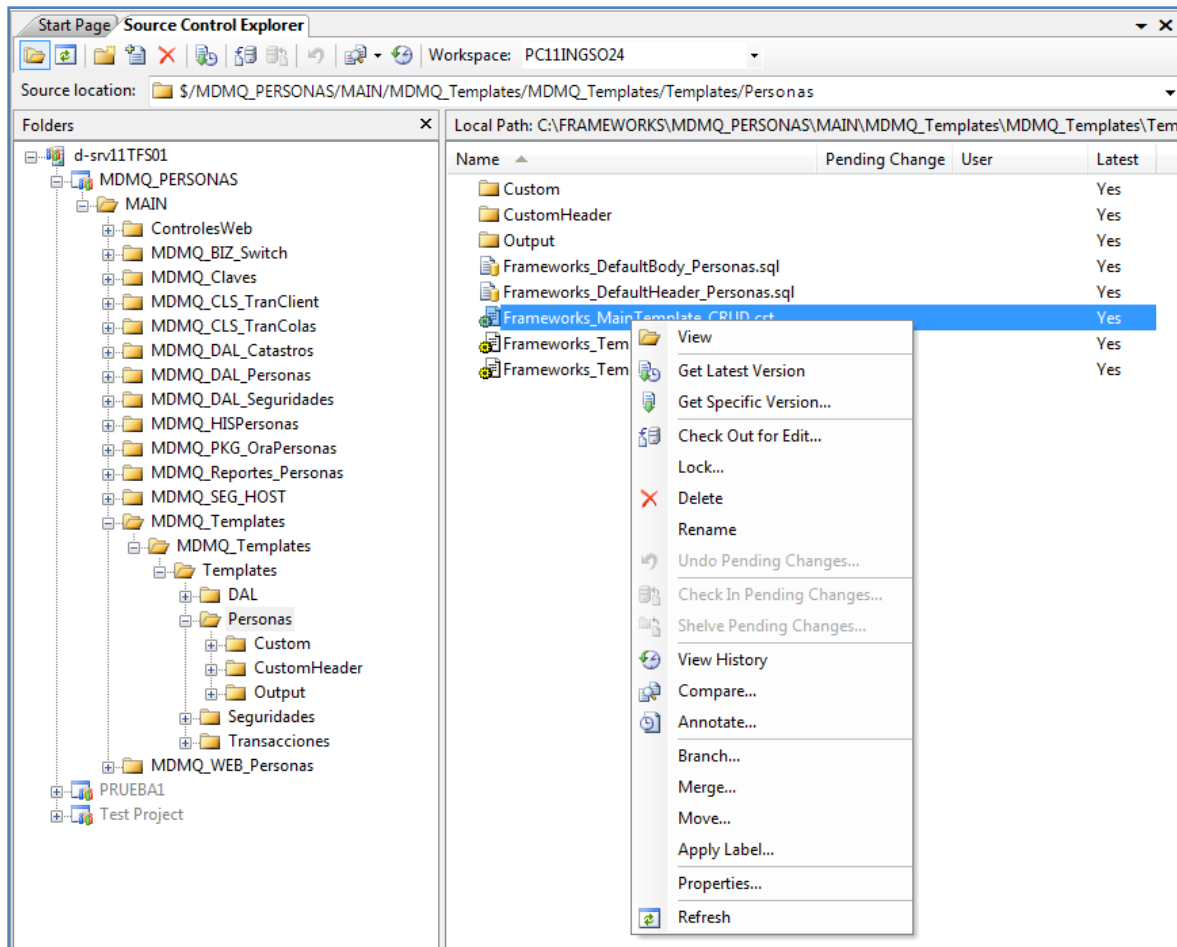 Start Page Source Control Explorer
Workspace: PC11INGSO24
Source location: $/MDMQ_PERSONAS/MAIN/MDMQ_Templates/MDMQ_Templates/Templates/Personas
Folders
d-srv11TFS01
MDMQ_PERSONAS
MAIN
ControlesWeb
MDMQ_BIZ_Switch
MDMQ_Claves
MDMQ_CLS_TranClient
MDMQ_CLS_TranColas
MDMQ_DAL_Catastros
MDMQ_DAL_Personas
MDMQ_DAL_Seguridades
MDMQ_HISPersonas
MDMQ_PKG_OraPersonas
MDMQ_Reportes_Personas
MDMQ_SEG_HOST
MDMQ_Templates
MDMQ_Templates
Templates
DAL
Personas
Custom
CustomHeader
Output
Seguridades
Transacciones
MDMQ_WEB_Personas
PRUEBA1
Test Project
Local Path: C:\FRAMEWORKS\MDMQ_PERSONAS\MAIN\MDMQ_Templates\MDMQ_Templates\Tem
Name Pending Change User Latest
Custom Yes
CustomHeader Yes
Output Yes
Frameworks_DefaultBody_Personas.sql Yes
Frameworks_DefaultHeader_Personas.sql Yes
Frameworks_MainTemplate_CRUD.cst Yes
Frameworks_Tem Yes
Frameworks_Tem Yes
View
Get Latest Version
Get Specific Version...
Check Out for Edit...
Lock...
Delete
Rename
Undo Pending Changes...
Check In Pending Changes...
Shelve Pending Changes...
View History
Compare...
Annotate...
Branch...
Merge...
Move...
Apply Label...
Properties...
Refresh